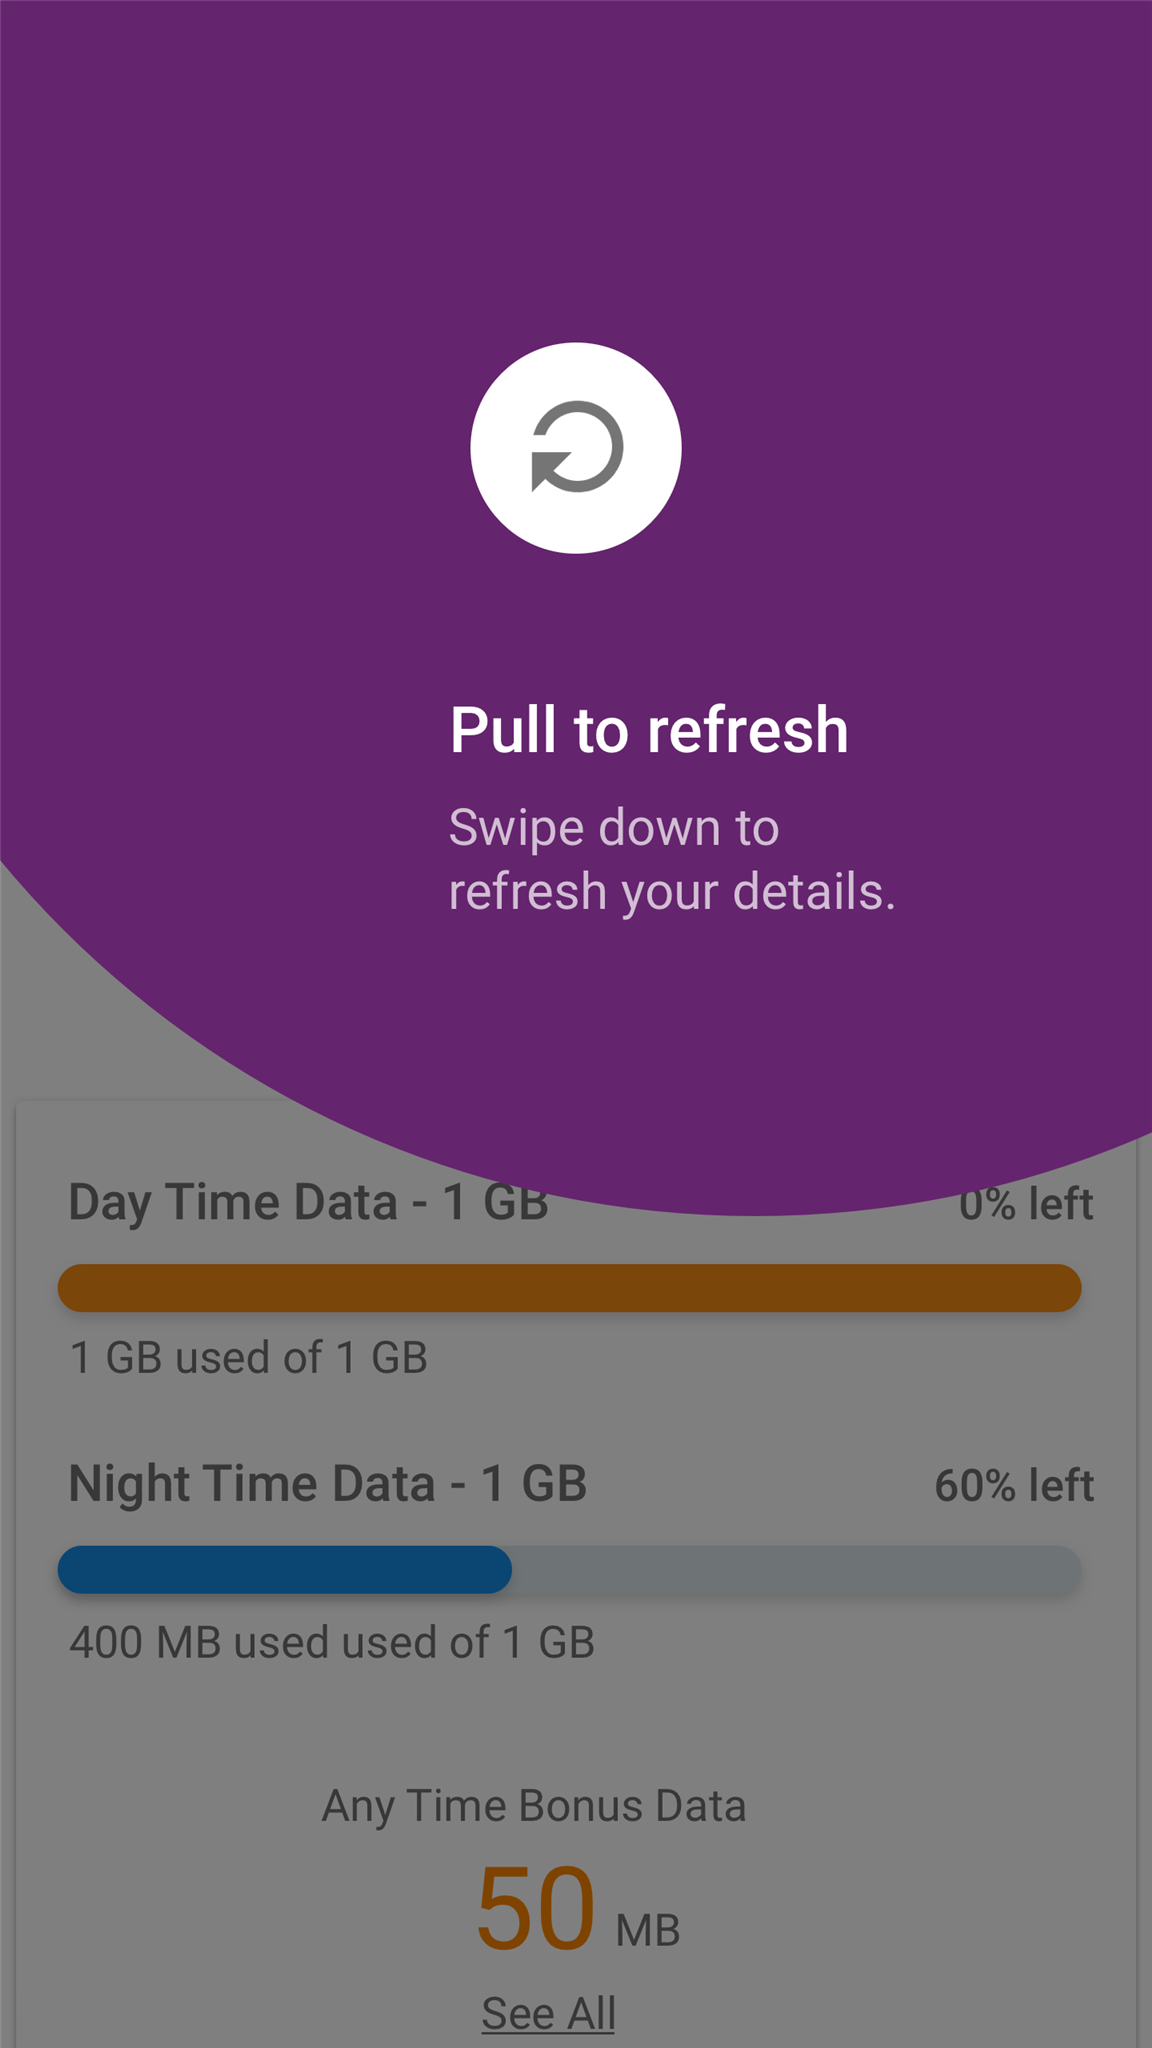 Pull to refresh
Swipe down to
refresh your details.
Day Time Data - 1 GB
0% left
1 GB used of 1 GB
Night Time Data - 1 GB
60% left
400 MB used used of 1 GB
Any Time Bonus Data
50 MB
See All